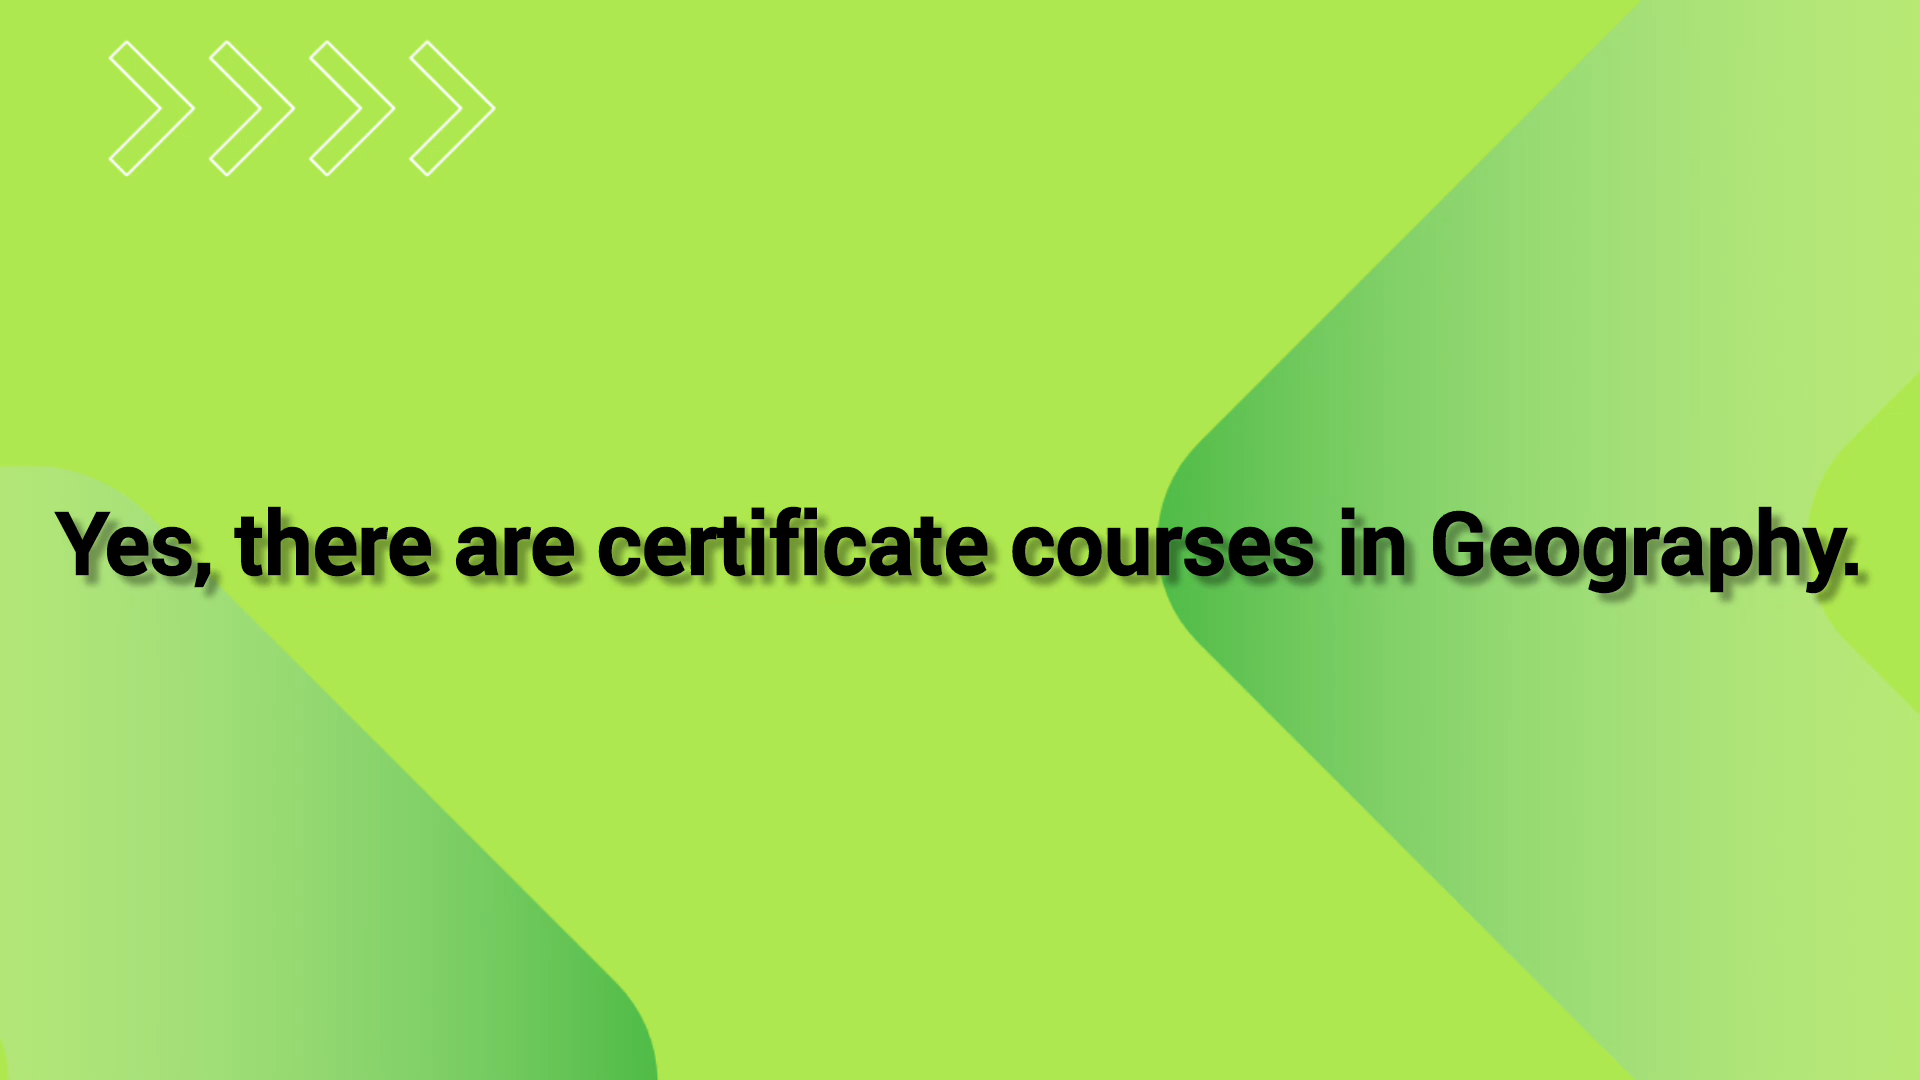 Yes, there are certificate courses in Geography.